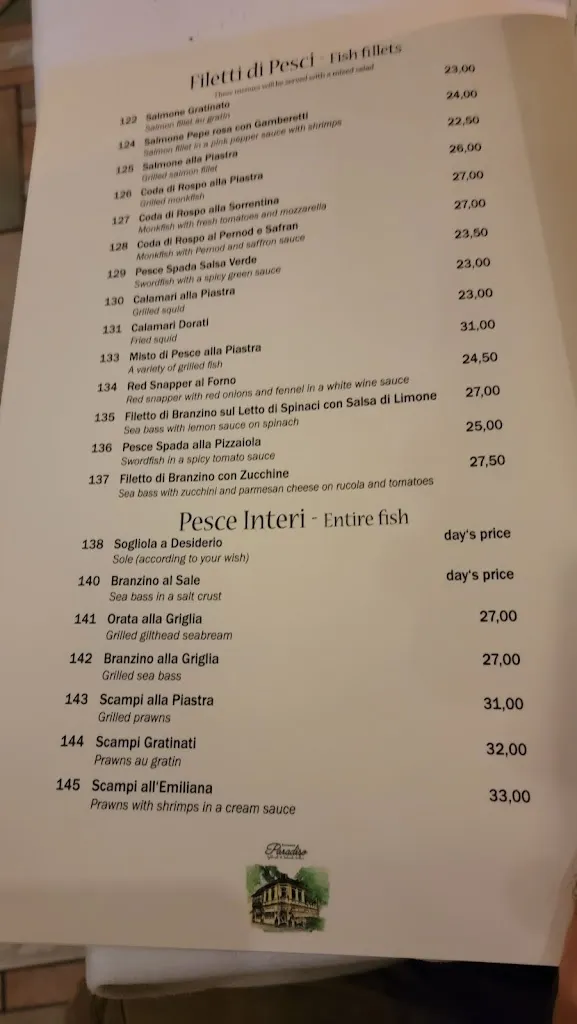 Filetti di Pesci - Fish fillets
These menues will be served with a mixed salad
122 Salmone Gratinato 23,00
Salmon fillet au gratin
124 Salmone Pepe rosa con Gamberetti 24,00
Salmon fillet in a pink pepper sauce with shrimps
125 Salmone alla Piastra 22,50
Grilled salmon fillet
126 Coda di Rospo alla Piastra 26,00
Grilled monkfish
127 Coda di Rospo alla Sorrentina 27,00
Monkfish with fresh tomatoes and mozzarella
128 Coda di Rospo al Pernod e Safran 27,00
Monkfish with Pernod and saffron sauce
129 Pesce Spada Salsa Verde 23,50
Swordfish with a spicy green sauce
130 Calamari alla Piastra 23,00
Grilled squid
131 Calamari Dorati 23,00
Fried squid
133 Misto di Pesce alla Piastra 31,00
A variety of grilled fish
134 Red Snapper al Forno 24,50
Red snapper with red onions and fennel in a white wine sauce
135 Filetto di Branzino sul Letto di Spinaci con Salsa di Limone 27,00
Sea bass with lemon sauce on spinach
136 Pesce Spada alla Pizzaiola 25,00
Swordfish in a spicy tomato sauce
137 Filetto di Branzino con Zucchine 27,50
Sea bass with zucchini and parmesan cheese on rucola and tomatoes
Pesce Interi - Entire fish
138 Sogliola a Desiderio day's price
Sole (according to your wish)
140 Branzino al Sale day's price
Sea bass in a salt crust
141 Orata alla Griglia 27,00
Grilled gilthead seabream
142 Branzino alla Griglia 27,00
Grilled sea bass
143 Scampi alla Piastra 31,00
Grilled prawns
144 Scampi Gratinati 32,00
Prawns au gratin
145 Scampi all'Emiliana 33,00
Prawns with shrimps in a cream sauce
Paradiso